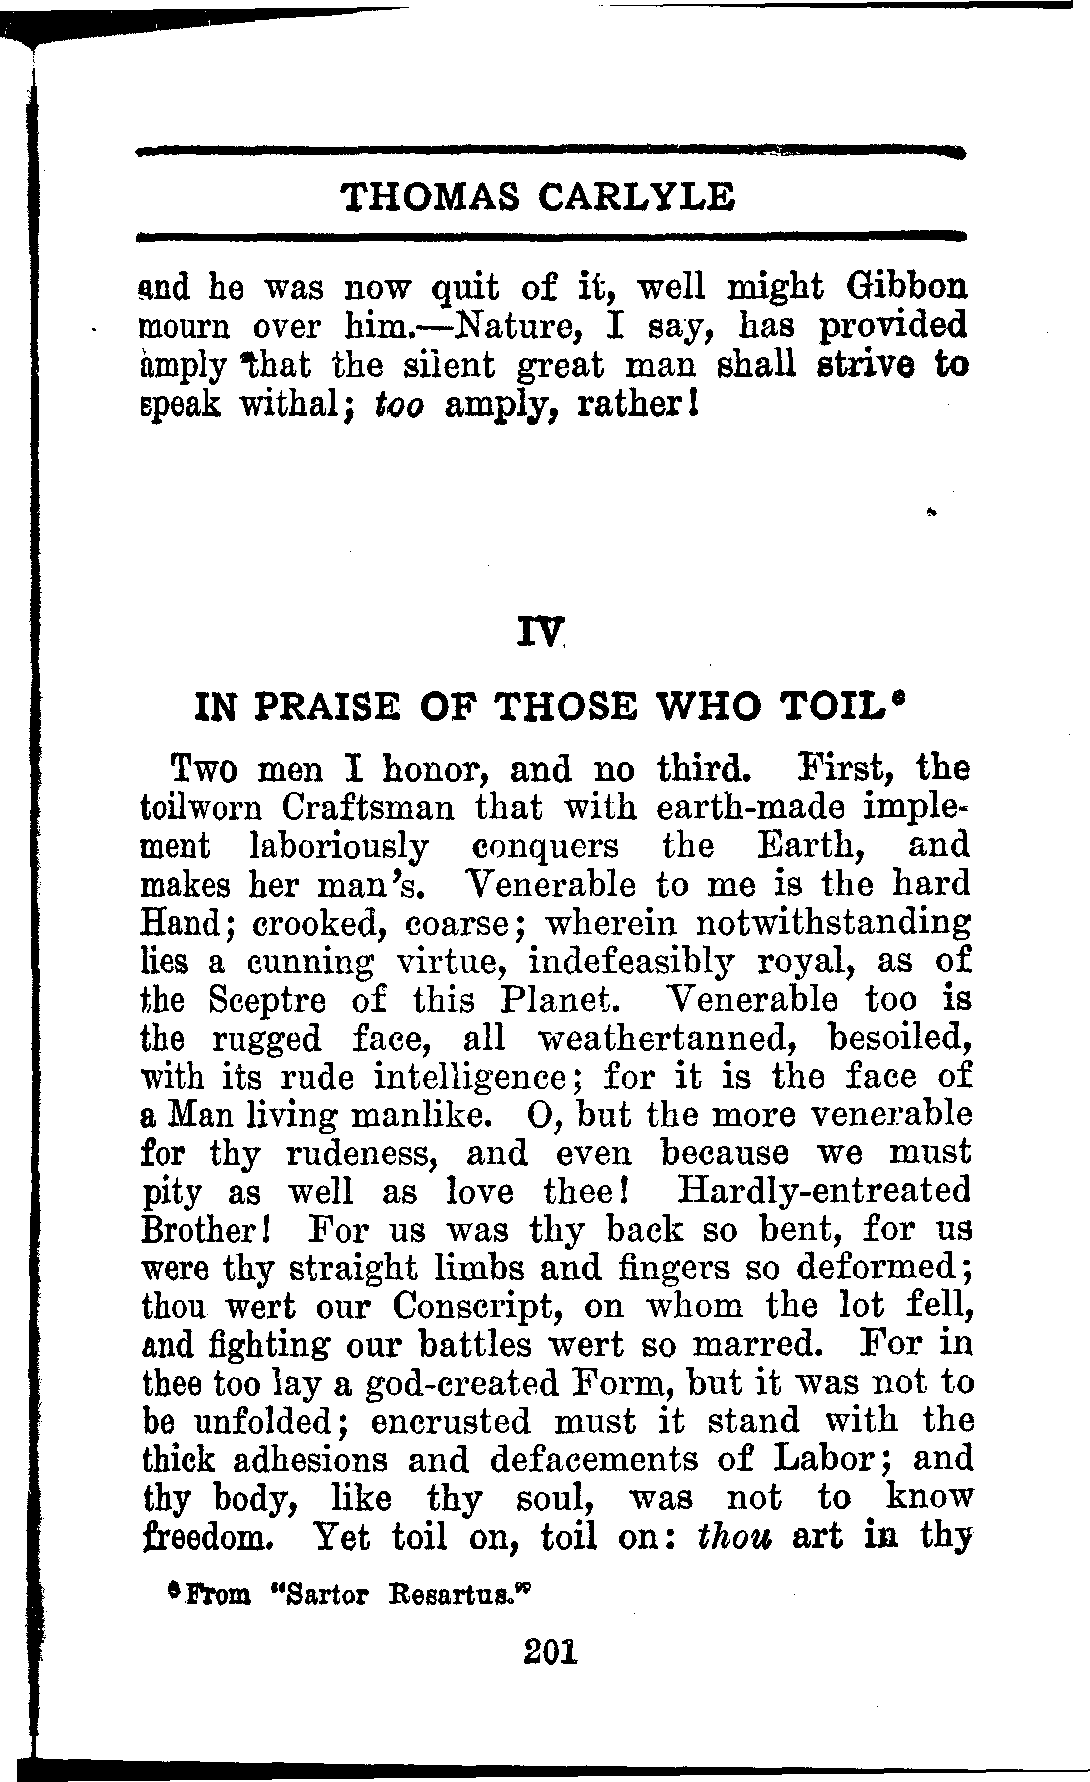 THOMAS CARLYLE
and he was now quit of it, well might Gibbon
mourn over him.—Nature, I say, has provided
amply that the silent great man shall strive to
speak withal; too amply, rather!
IV
IN PRAISE OF THOSE WHO TOIL⁶
Two men I honor, and no third. First, the
toilworn Craftsman that with earth-made imple-
ment laboriously conquers the Earth, and
makes her man's. Venerable to me is the hard
Hand; crooked, coarse; wherein notwithstanding
lies a cunning virtue, indefeasibly royal, as of
the Sceptre of this Planet. Venerable too is
the rugged face, all weathertanned, besoiled,
with its rude intelligence; for it is the face of
a Man living manlike. O, but the more venerable
for thy rudeness, and even because we must
pity as well as love thee! Hardly-entreated
Brother! For us was thy back so bent, for us
were thy straight limbs and fingers so deformed;
thou wert our Conscript, on whom the lot fell,
and fighting our battles wert so marred. For in
thee too lay a god-created Form, but it was not to
be unfolded; encrusted must it stand with the
thick adhesions and defacements of Labor; and
thy body, like thy soul, was not to know
freedom. Yet toil on, toil on: thou art in thy
⁶ From "Sartor Resartus."
201